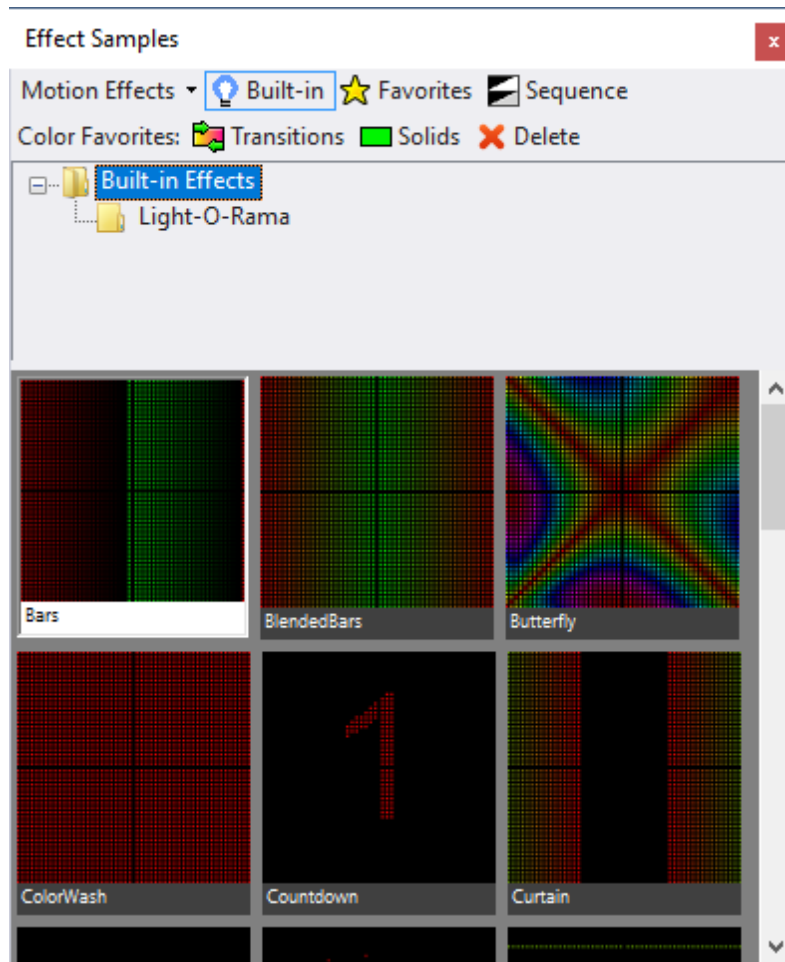 Effect Samples
x
Motion Effects Built-in Favorites Sequence
Color Favorites: Transitions Solids Delete
Built-in Effects
Light-O-Rama
Bars BlendedBars Butterfly
1
ColorWash Countdown Curtain